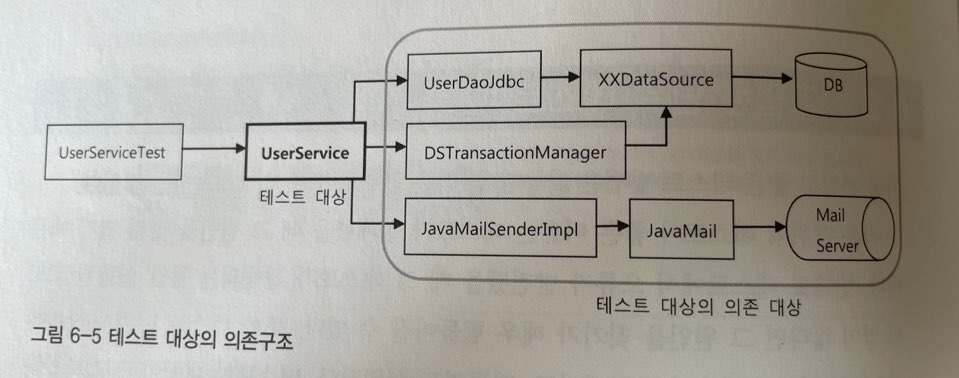 UserDaoJdbc
XXDataSource
DB
UserServiceTest
UserService
DSTransactionManager
테스트 대상
JavaMailSenderImpl
JavaMail
Mail
Server
테스트 대상의 의존 대상
그림 6-5 테스트 대상의 의존구조